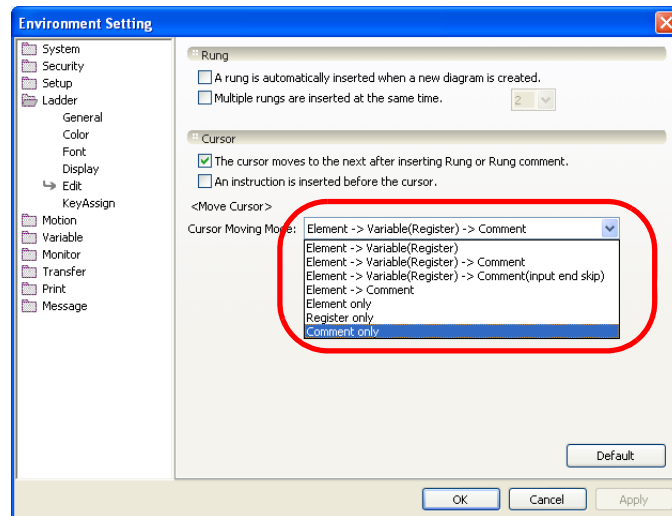 Environment Setting
System
Security
Setup
Ladder
General
Color
Font
Display
Edit
KeyAssign
Motion
Variable
Monitor
Transfer
Print
Message
Rung
A rung is automatically inserted when a new diagram is created.
Multiple rungs are inserted at the same time.
2
Cursor
The cursor moves to the next after inserting Rung or Rung comment.
An instruction is inserted before the cursor.
<Move Cursor>
Cursor Moving Mode: Element -> Variable(Register) -> Comment
Element -> Variable(Register)
Element -> Variable(Register) -> Comment
Element -> Variable(Register) -> Comment(input end skip)
Element -> Comment
Element only
Register only
Comment only
Default
OK Cancel Apply